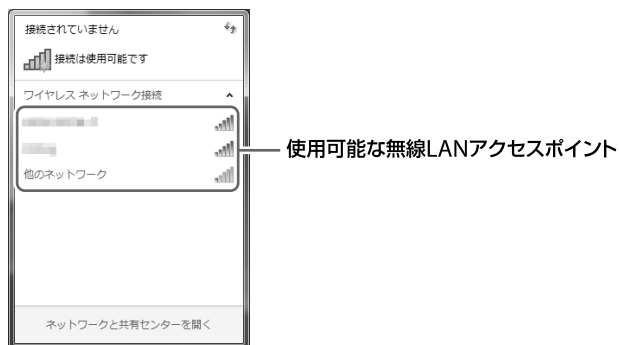 接続されていません
接続は使用可能です
ワイヤレス ネットワーク接続
他のネットワーク
使用可能な無線LANアクセスポイント
ネットワークと共有センターを開く